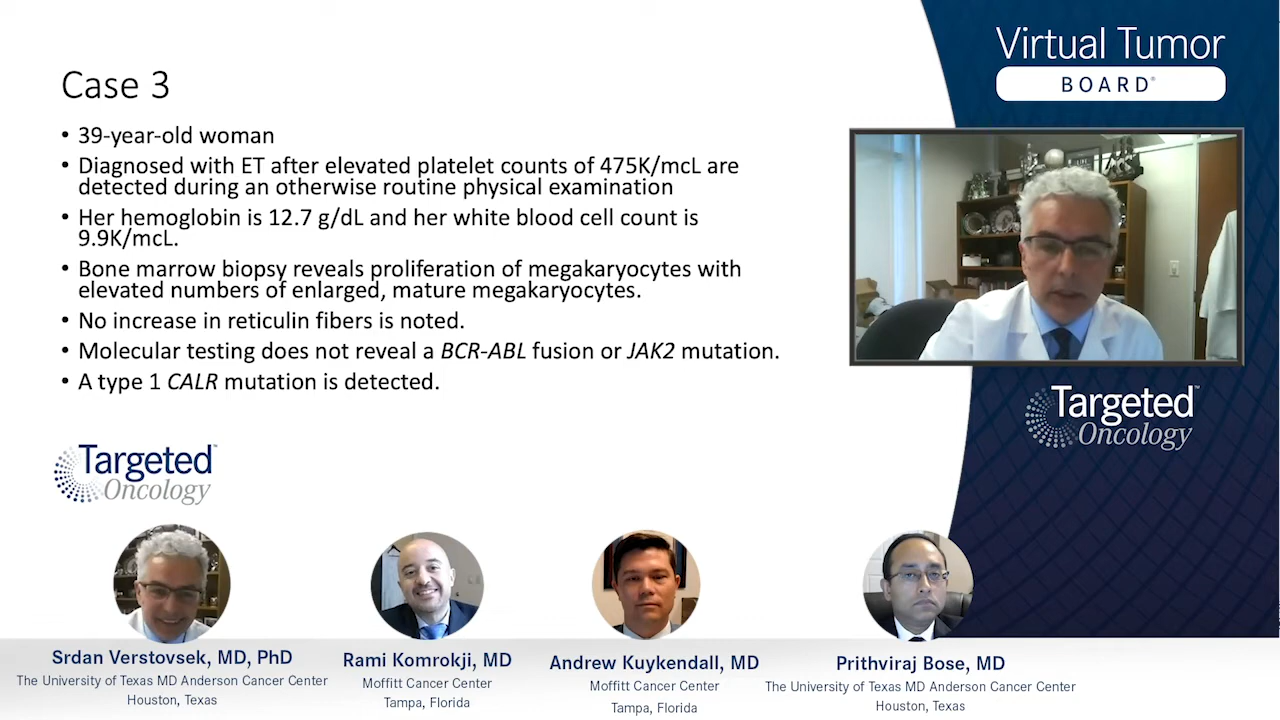 Case 3
• 39-year-old woman
• Diagnosed with ET after elevated platelet counts of 475K/mcL are
detected during an otherwise routine physical examination
• Her hemoglobin is 12.7 g/dL and her white blood cell count is
9.9K/mcL.
• Bone marrow biopsy reveals proliferation of megakaryocytes with
elevated numbers of enlarged, mature megakaryocytes.
• No increase in reticulin fibers is noted.
• Molecular testing does not reveal a BCR-ABL fusion or JAK2 mutation.
• A type 1 CALR mutation is detected.
Targeted™
Oncology
Virtual Tumor
BOARD®
Targeted™
Oncology
Srdan Verstovsek, MD, PhD
The University of Texas MD Anderson Cancer Center
Houston, Texas
Rami Komrokji, MD
Moffitt Cancer Center
Tampa, Florida
Andrew Kuykendall, MD
Moffitt Cancer Center
Tampa, Florida
Prithviraj Bose, MD
The University of Texas MD Anderson Cancer Center
Houston, Texas